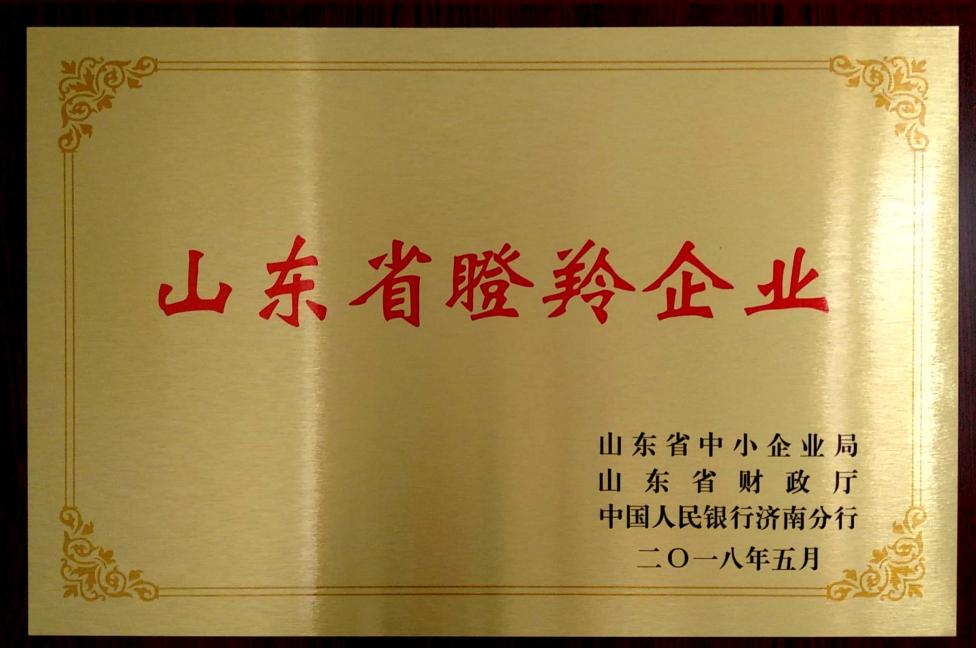 山东省瞪羚企业
山东省中小企业局
山东省财政厅
中国人民银行济南分行
二〇一八年五月